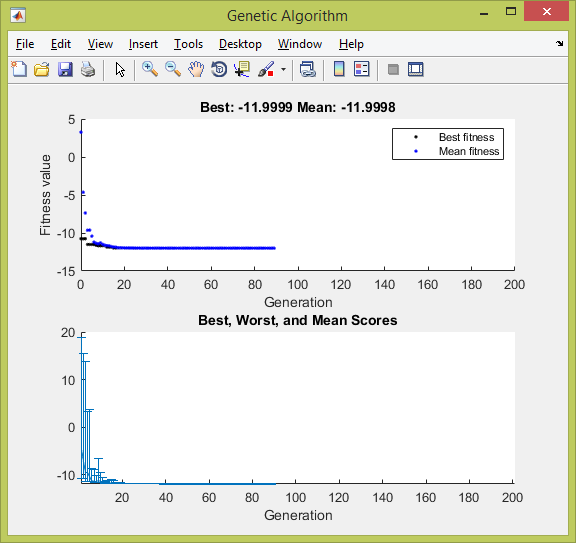 Genetic Algorithm
File Edit View Insert Tools Desktop Window Help
Best: -11.9999 Mean: -11.9998
5
0
-5
-10
-15
Fitness value
Best fitness
Mean fitness
0 20 40 60 80 100 120 140 160 180 200
Generation
Best, Worst, and Mean Scores
20
10
0
-10
20 40 60 80 100 120 140 160 180 200
Generation